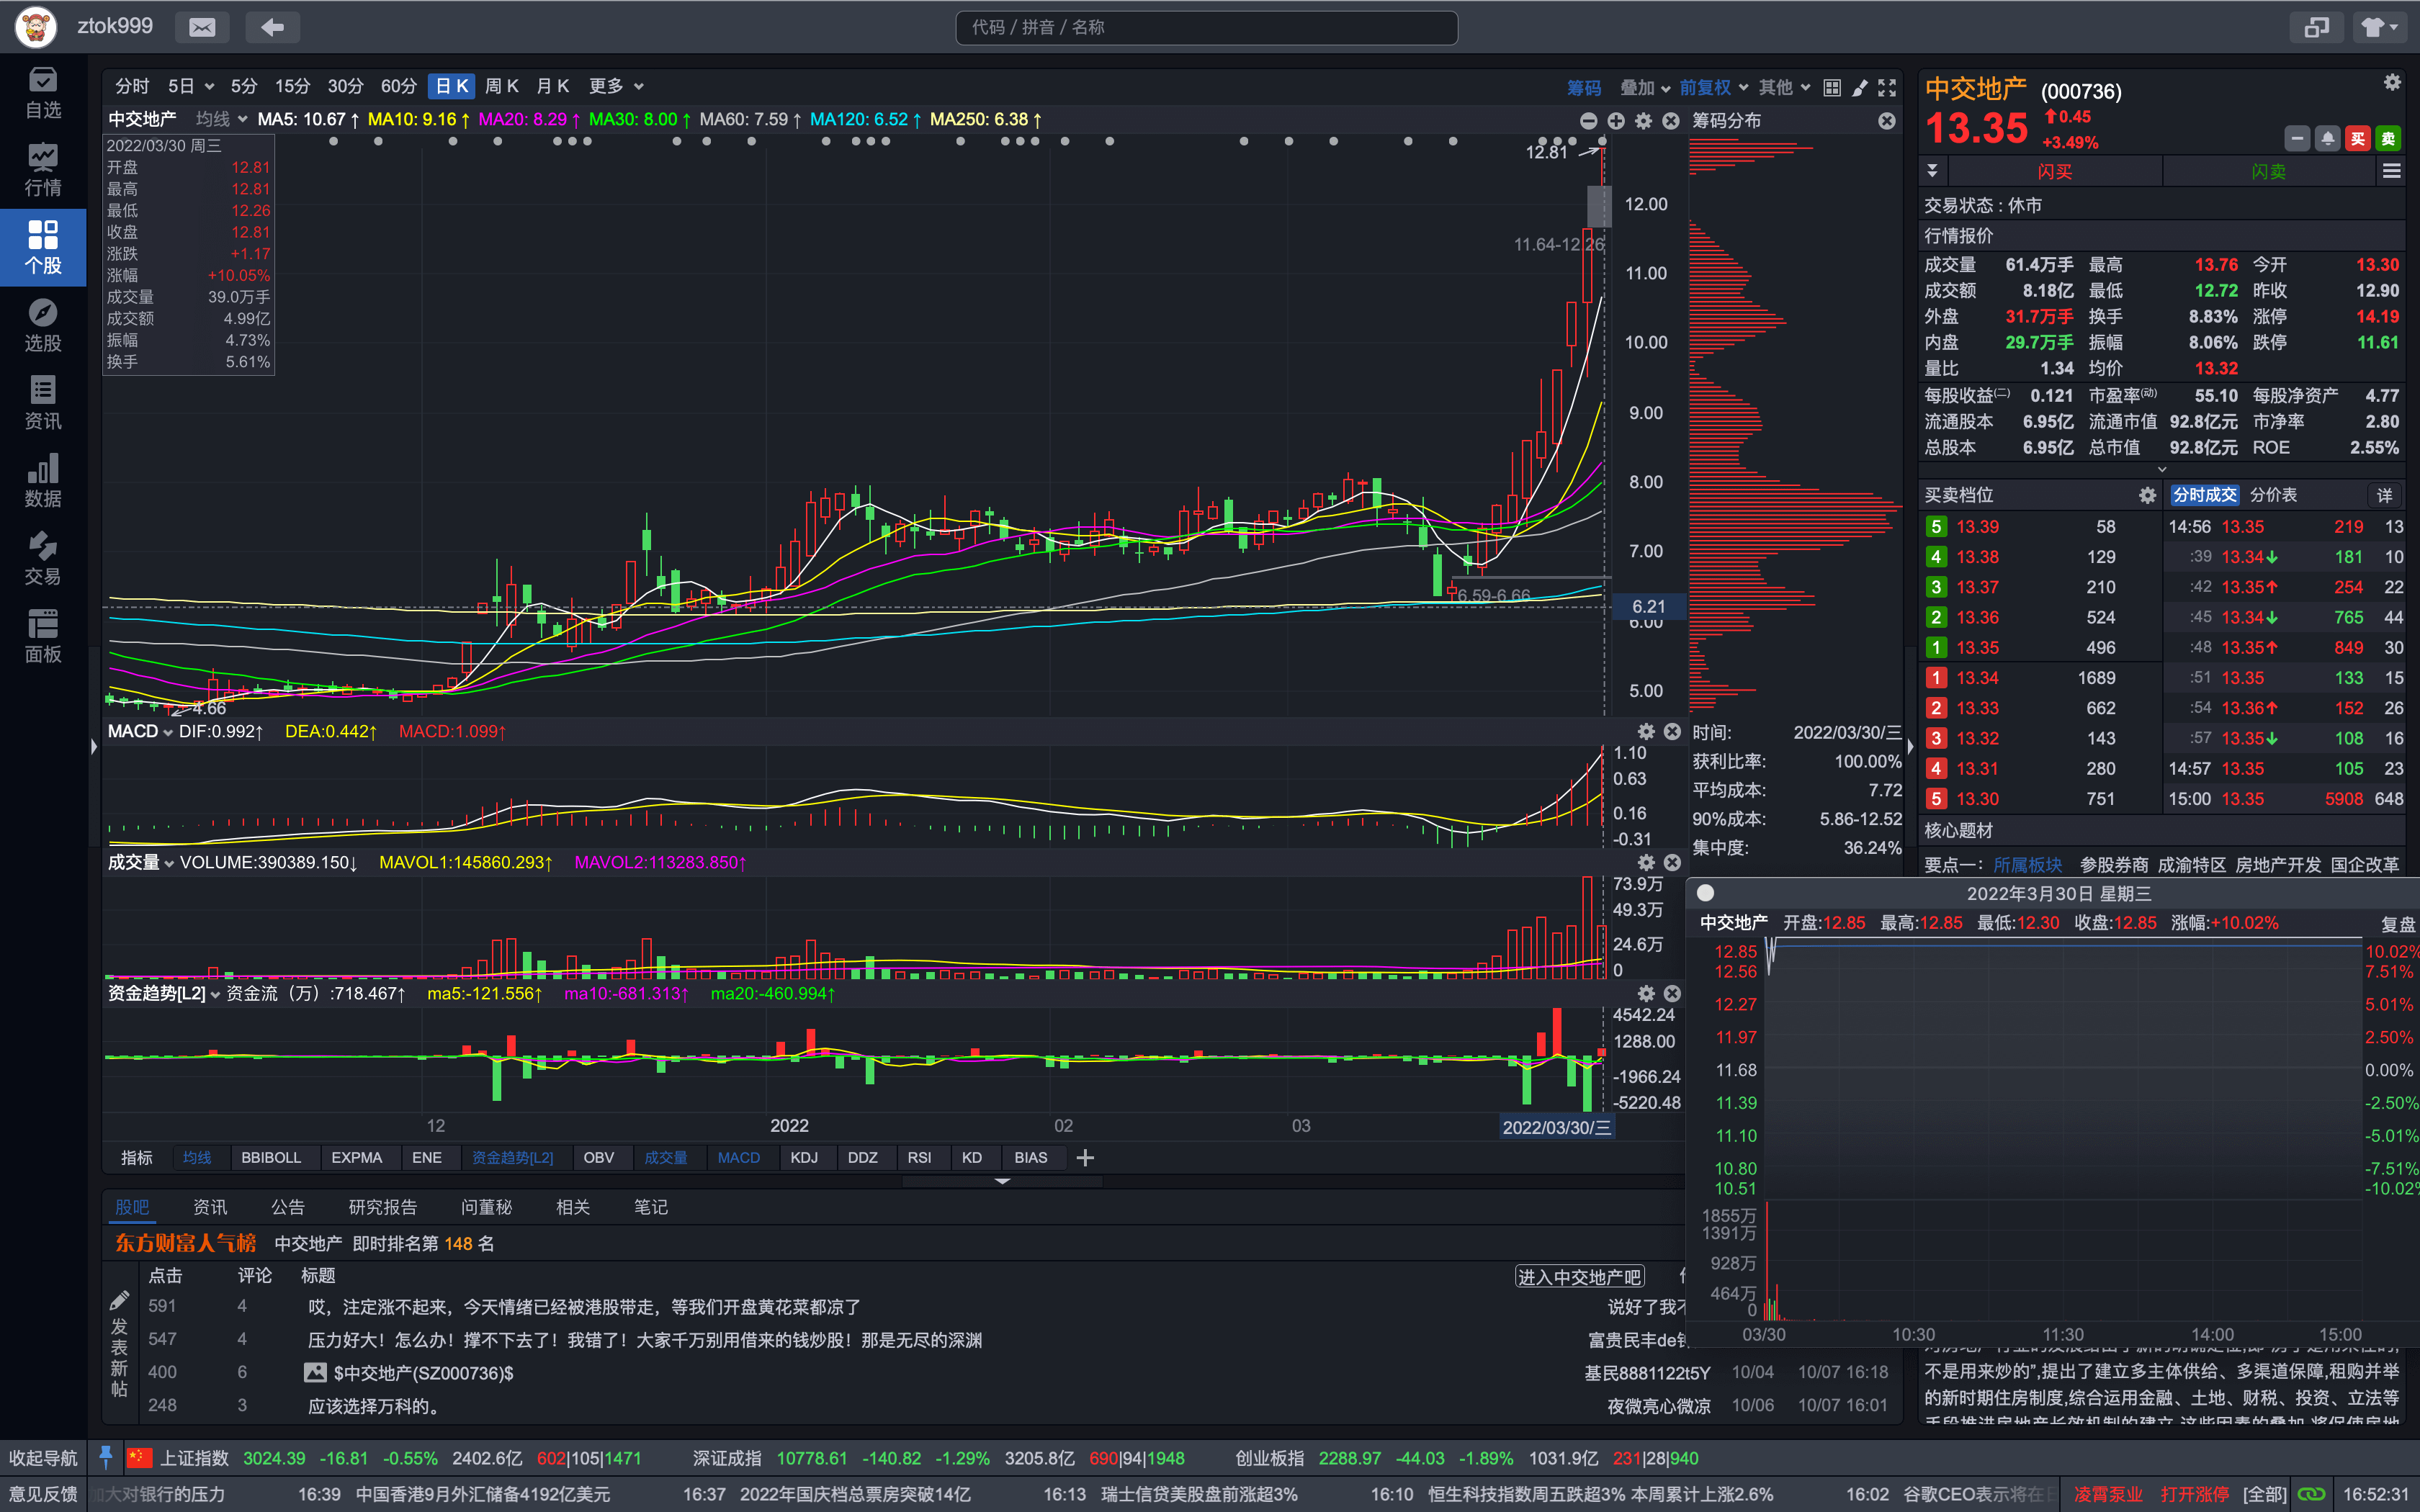 ztok999
代码 / 拼音 / 名称
自选
行情
个股
选股
资讯
数据
交易
面板
分时 5日 5分 15分 30分 60分 日K 周K 月K 更多 筹码 叠加 前复权 其他
中交地产 均线 MA5: 10.67↑ MA10: 9.16↑ MA20: 8.29↑ MA30: 8.00↑ MA60: 7.59↑ MA120: 6.52↑ MA250: 6.38↑
筹码分布
2022/03/30 周三
开盘 12.81
最高 12.81
最低 12.26
收盘 12.81
涨跌 +1.17
涨幅 +10.05%
成交量 39.0万手
成交额 4.99亿
振幅 4.73%
换手 5.61%
12.81
11.64-12.26
6.59-6.66
4.66
12.00
11.00
10.00
9.00
8.00
7.00
6.21
6.00
5.00
MACD DIF:0.992↑ DEA:0.442↑ MACD:1.099↑
1.10
0.63
0.16
-0.31
成交量 VOLUME:390389.150↓ MAVOL1:145860.293↑ MAVOL2:113283.850↑
73.9万
49.3万
24.6万
0
资金趋势[L2] 资金流（万）:718.467↑ ma5:-121.556↑ ma10:-681.313↑ ma20:-460.994↑
4542.24
1288.00
-1966.24
-5220.48
12 2022 02 03 2022/03/30/三
时间: 2022/03/30/三
获利比率: 100.00%
平均成本: 7.72
90%成本: 5.86-12.52
集中度: 36.24%
指标 均线 BBIBOLL EXPMA ENE 资金趋势[L2] OBV 成交量 MACD KDJ DDZ RSI KD BIAS
股吧 资讯 公告 研究报告 问董秘 相关 笔记
东方财富人气榜 中交地产 即时排名第 148 名
点击 评论 标题 进入中交地产吧
发表新帖
591 4 哎，注定涨不起来，今天情绪已经被港股带走，等我们开盘黄花菜都凉了 说好了我不
547 4 压力好大！怎么办！撑不下去了！我错了！大家千万别用借来的钱炒股！那是无尽的深渊 富贵民丰de
400 6 $中交地产(SZ000736)$ 基民8881122t5Y 10/04 10/07 16:18
248 3 应该选择万科的。 夜微亮心微凉 10/06 10/07 16:01
中交地产 (000736)
13.35 0.45
+3.49%
买 卖
闪买 闪卖
交易状态 : 休市
行情报价
成交量 61.4万手 最高 13.76 今开 13.30
成交额 8.18亿 最低 12.72 昨收 12.90
外盘 31.7万手 换手 8.83% 涨停 14.19
内盘 29.7万手 振幅 8.06% 跌停 11.61
量比 1.34 均价 13.32
每股收益(二) 0.121 市盈率(动) 55.10 每股净资产 4.77
流通股本 6.95亿 流通市值 92.8亿元 市净率 2.80
总股本 6.95亿 总市值 92.8亿元 ROE 2.55%
买卖档位 分时成交 分价表 详
5 13.39 58 14:56 13.35 219 13
4 13.38 129 :39 13.34↓ 181 10
3 13.37 210 :42 13.35↑ 254 22
2 13.36 524 :45 13.34↓ 765 44
1 13.35 496 :48 13.35↑ 849 30
1 13.34 1689 :51 13.35 133 15
2 13.33 662 :54 13.36↑ 152 26
3 13.32 143 :57 13.35↓ 108 16
4 13.31 280 14:57 13.35 105 23
5 13.30 751 15:00 13.35 5908 648
核心题材
要点一： 所属板块 参股券商 成渝特区 房地产开发 国企改革
2022年3月30日 星期三
中交地产 开盘:12.85 最高:12.85 最低:12.30 收盘:12.85 涨幅:+10.02% 复盘
12.85 10.02%
12.56 7.51%
12.27 5.01%
11.97 2.50%
11.68 0.00%
11.39 -2.50%
11.10 -5.01%
10.80 -7.51%
10.51 -10.02%
1855万
1391万
928万
464万
0
03/30 10:30 11:30 14:00 15:00
不是用来炒的",提出了建立多主体供给、多渠道保障,租购并举
的新时期住房制度,综合运用金融、土地、财税、投资、立法等
手段推进房地产长效机制的建立,这些因素的叠加,将促使房地
收起导航 上证指数 3024.39 -16.81 -0.55% 2402.6亿 602|105|1471 深证成指 10778.61 -140.82 -1.29% 3205.8亿 690|94|1948 创业板指 2288.97 -44.03 -1.89% 1031.9亿 231|28|940
意见反馈 加大对银行的压力 16:39 中国香港9月外汇储备4192亿美元 16:37 2022年国庆档总票房突破14亿 16:13 瑞士信贷美股盘前涨超3% 16:10 恒生科技指数周五跌超3% 本周累计上涨2.6% 16:02 谷歌CEO表示将在 凌霄泵业 打开涨停 [全部] 16:52:31